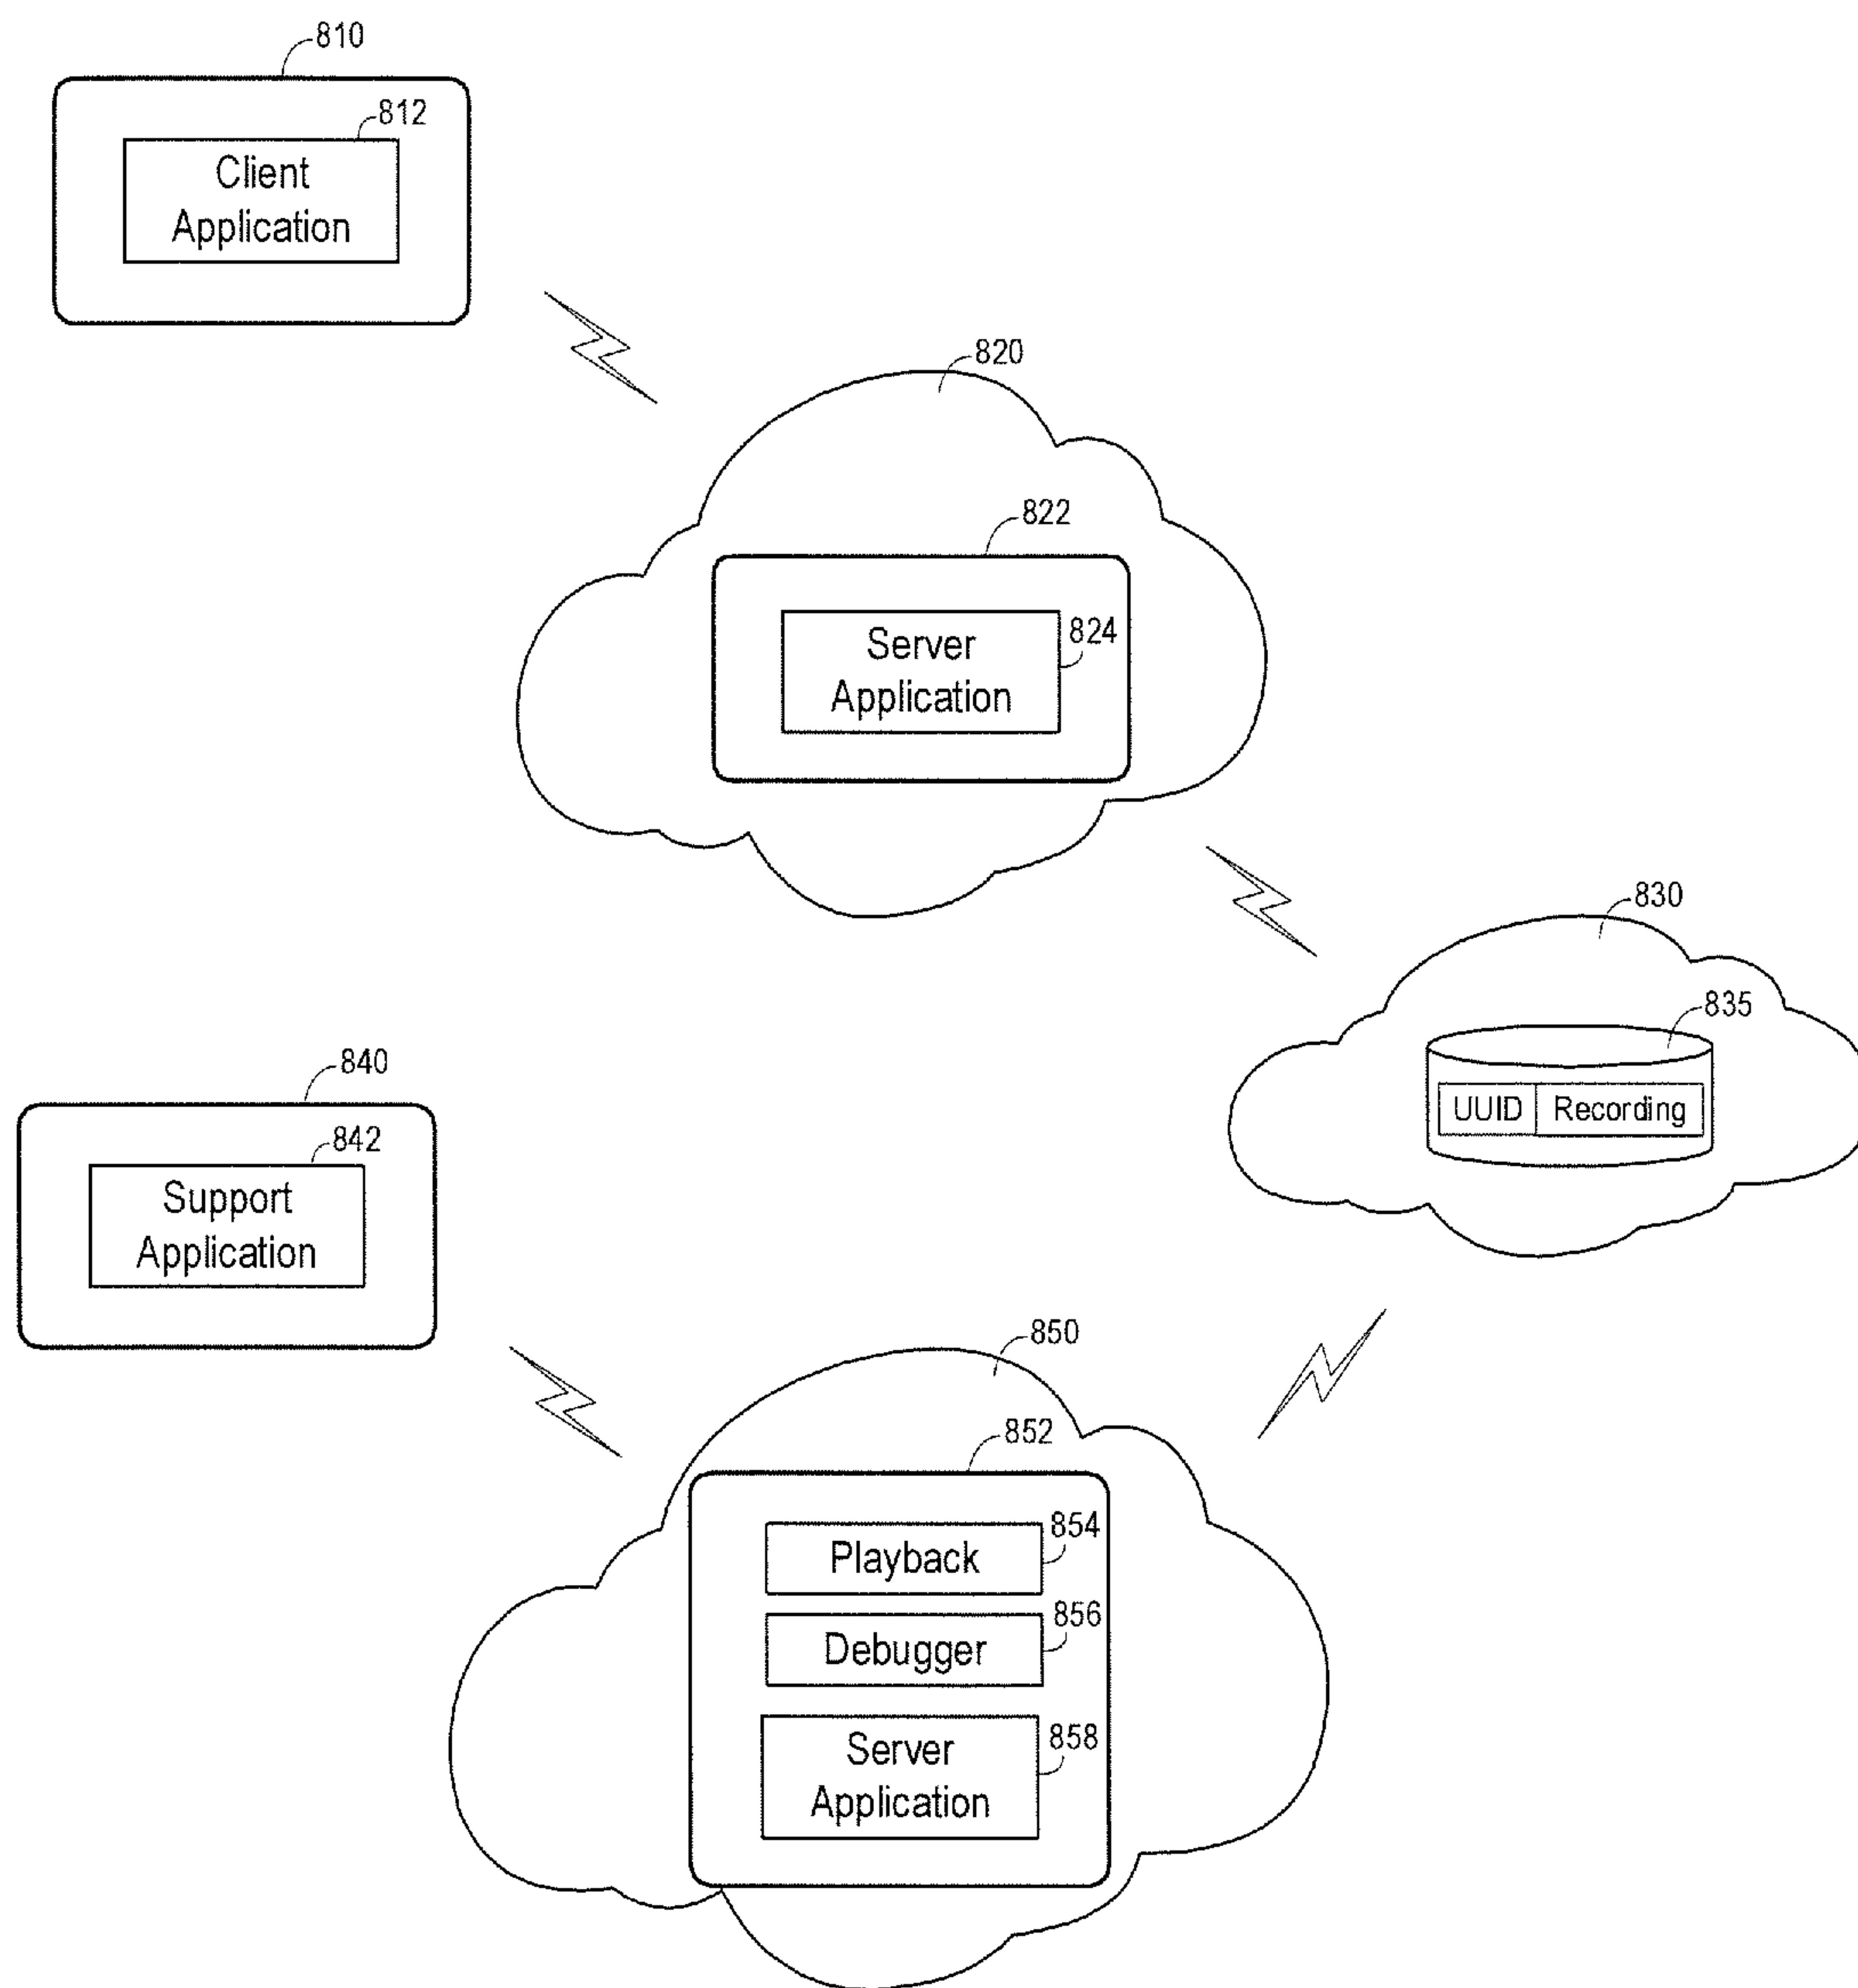 810
812
Client
Application
820
822
Server
Application
824
830
835
UUID Recording
840
842
Support
Application
850
852
Playback
854
Debugger
856
Server
Application
858